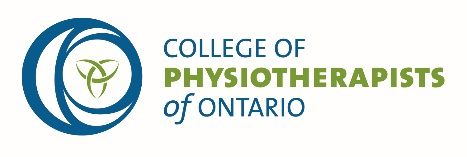 COLLEGE OF
PHYSIOTHERAPISTS
of ONTARIO